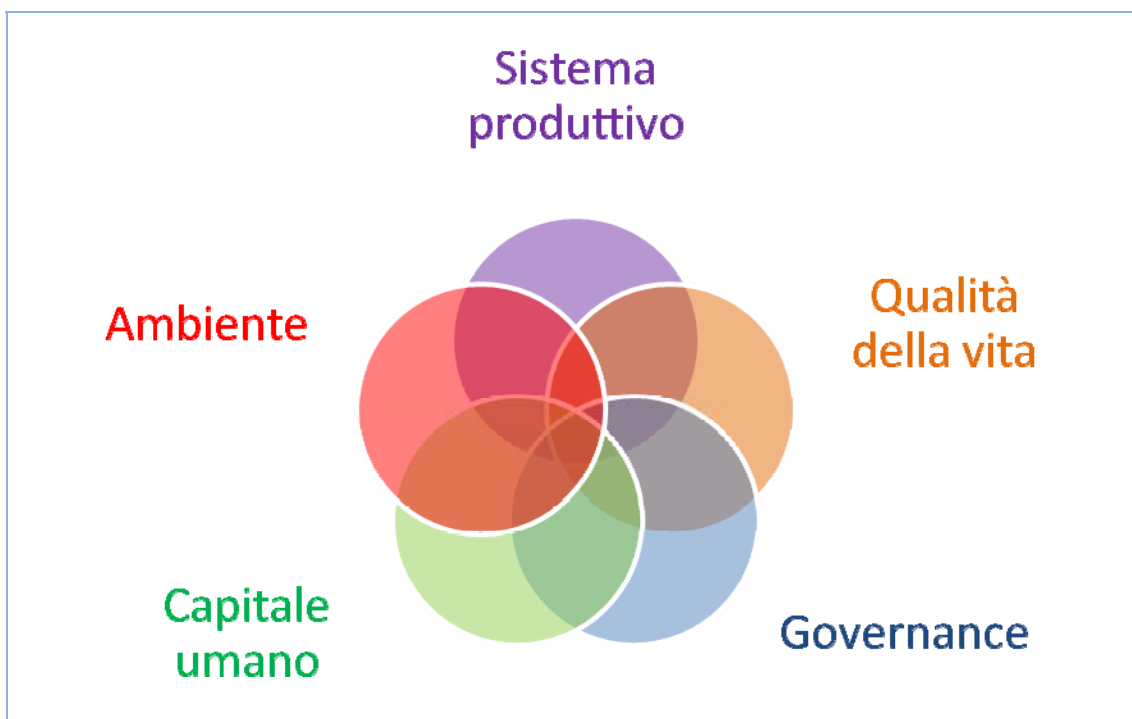 Sistema
produttivo
Ambiente
Qualità
della vita
Capitale
umano
Governance